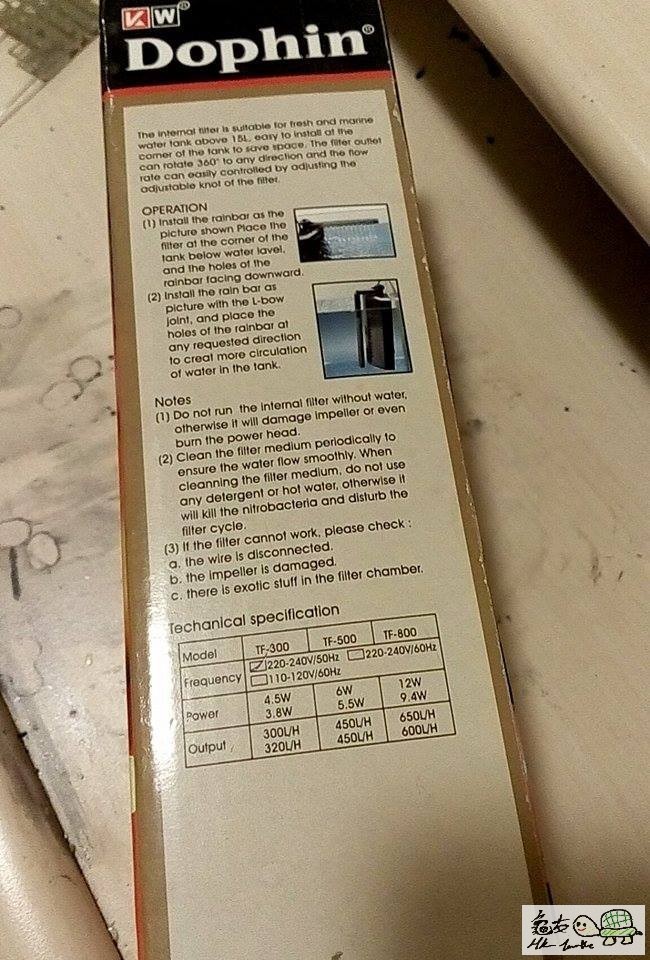 KW®
Dophin®
The internal filter is suitable for fresh and marine
water tank above 15L, easy to install at the
corner of the tank to save space. The filter outlet
can rotate 360° to any direction and the flow
rate can easily controlled by adjusting the
adjustable knot of the filter.
OPERATION
(1) Install the rainbar as the
picture shown Place the
filter at the corner of the
tank below water lavel,
and the holes of the
rainbar facing downward.
(2) Install the rain bar as
picture with the L-bow
joint, and place the
holes of the rainbar at
any requested direction
to creat more circulation
of water in the tank.
Notes
(1) Do not run the internal filter without water,
otherwise it will damage impeller or even
burn the power head.
(2) Clean the filter medium periodically to
ensure the water flow smoothly. When
cleanning the filter medium, do not use
any detergent or hot water, otherwise it
will kill the nitrobacteria and disturb the
filter cycle.
(3) If the filter cannot work, please check :
a. the wire is disconnected.
b. the impeller is damaged.
c. there is exotic stuff in the filter chamber.
Techanical specification
Model TF-300 TF-500 TF-800
Frequency 220-240V/50Hz 220-240V/60Hz
110-120V/60Hz
Power 4.5W 6W 12W
3.8W 5.5W 9.4W
Output 300L/H 450L/H 650L/H
320L/H 450L/H 600L/H
龜友